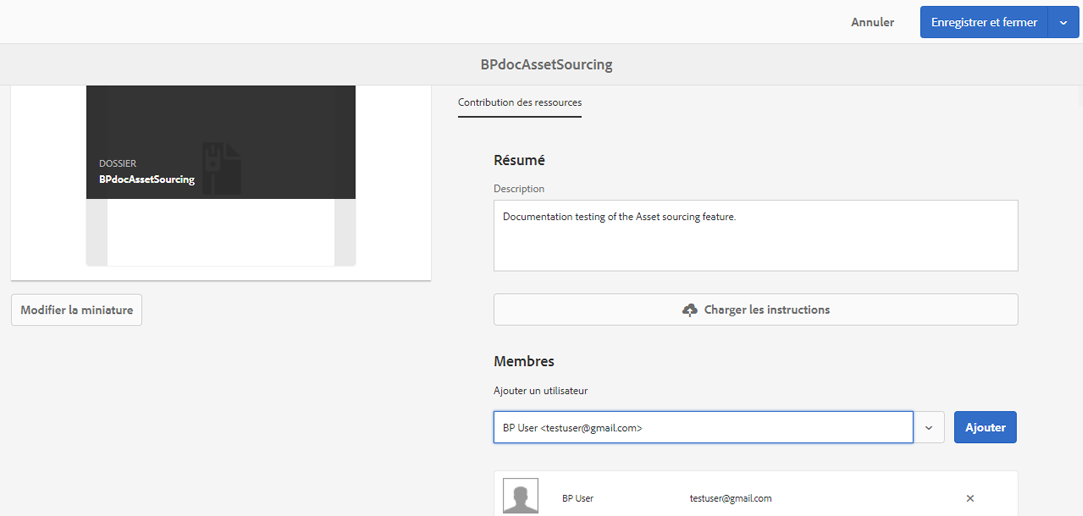 Annuler
Enregistrer et fermer
BPdocAssetSourcing
DOSSIER
BPdocAssetSourcing
Modifier la miniature
Contribution des ressources
Résumé
Description
Documentation testing of the Asset sourcing feature.
Charger les instructions
Membres
Ajouter un utilisateur
BP User <testuser@gmail.com>
Ajouter
BP User testuser@gmail.com